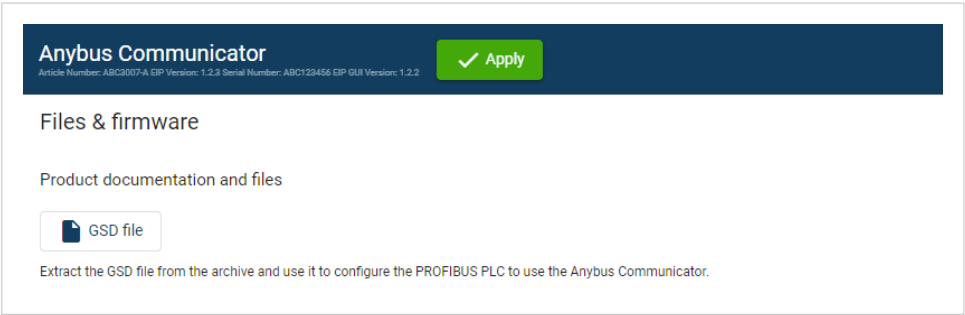 Anybus Communicator
Article Number: ABC3007-A EIP Version: 1.2.3 Serial Number: ABC123456 EIP GUI Version: 1.2.2
Apply
Files & firmware
Product documentation and files
GSD file
Extract the GSD file from the archive and use it to configure the PROFIBUS PLC to use the Anybus Communicator.